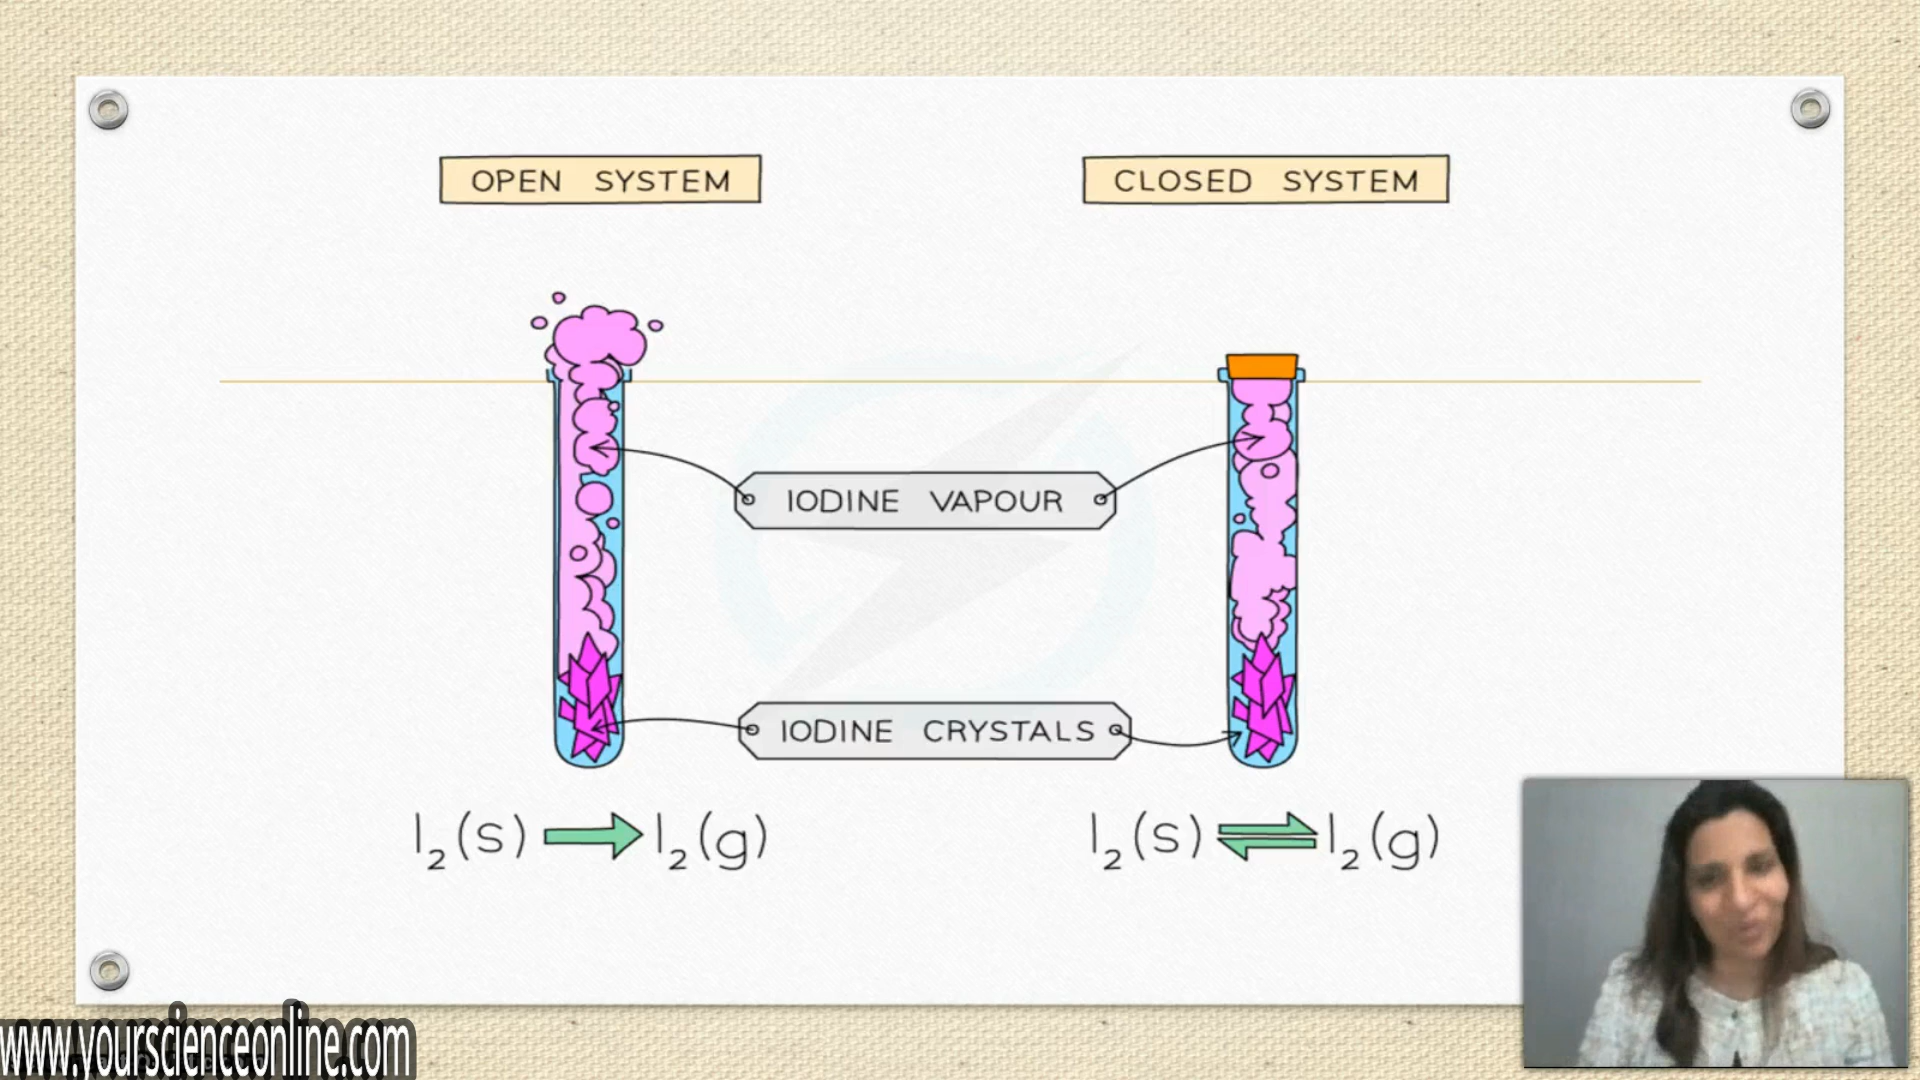 OPEN SYSTEM
CLOSED SYSTEM
IODINE VAPOUR
IODINE CRYSTALS
I₂(s) → I₂(g)
I₂(s) ⇌ I₂(g)
www.yourscienceonline.com